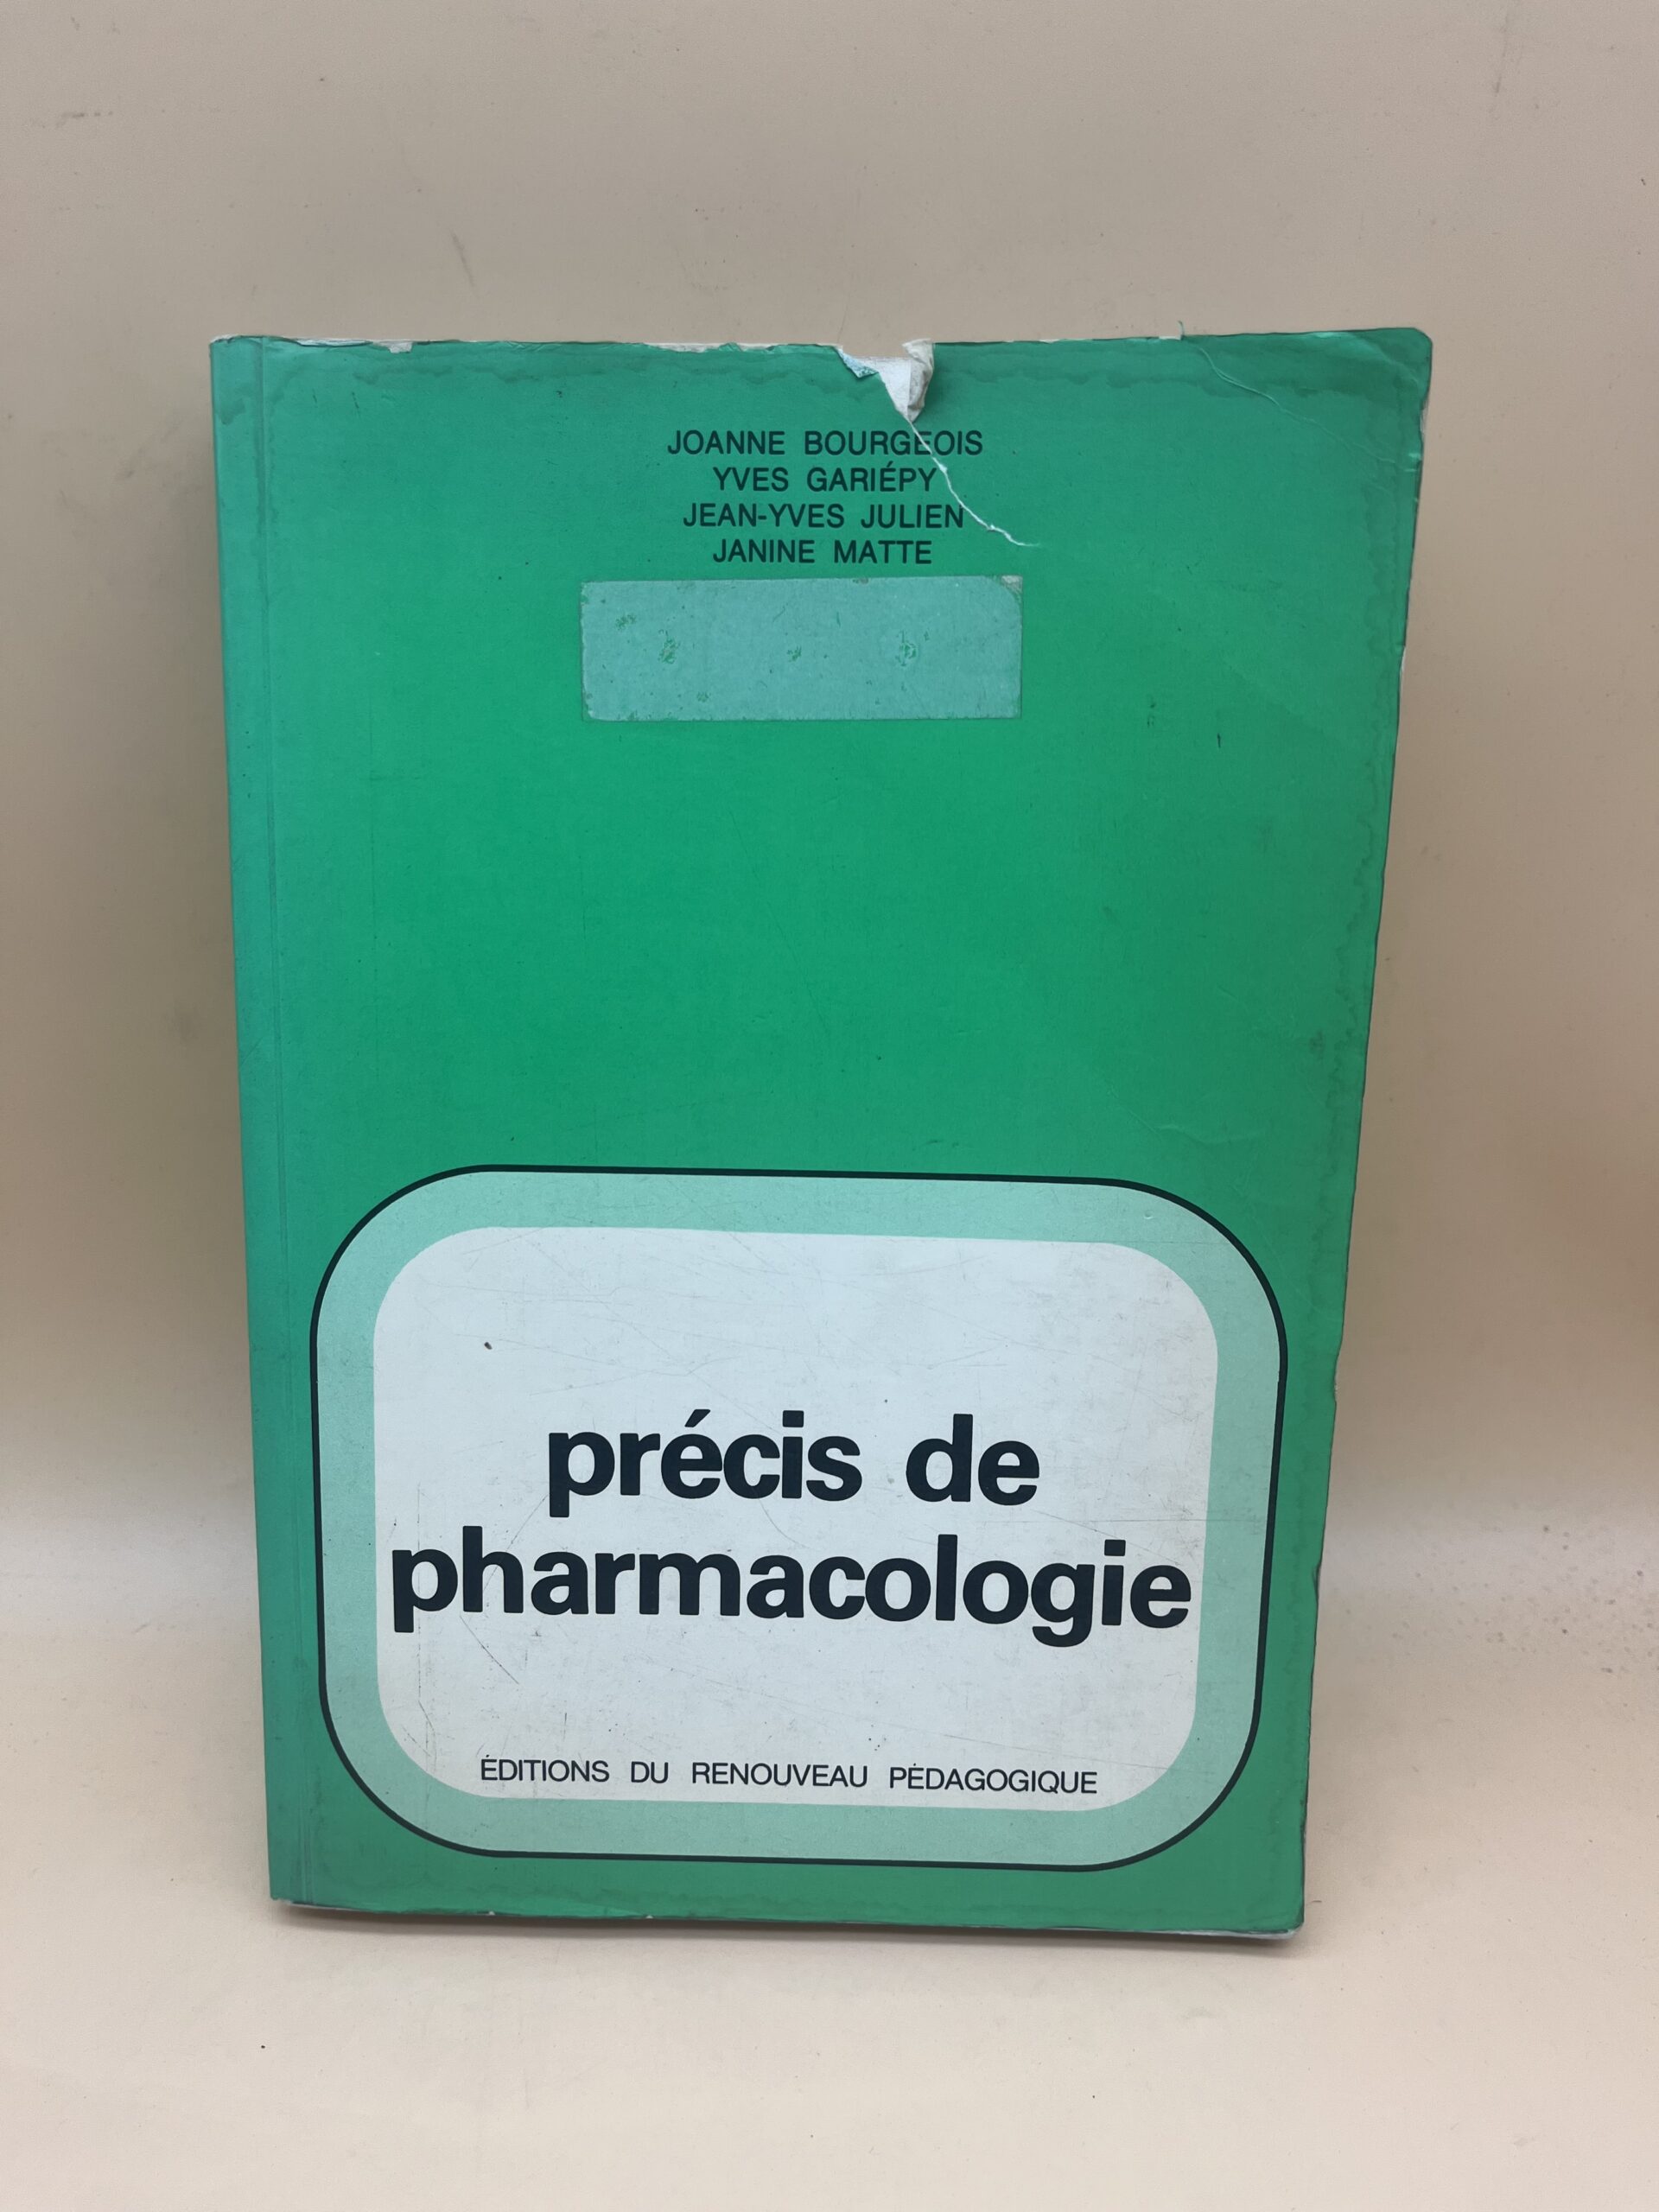 JOANNE BOURGEOIS
YVES GARIÉPY
JEAN-YVES JULIEN
JANINE MATTE
précis de
pharmacologie
ÉDITIONS DU RENOUVEAU PÉDAGOGIQUE